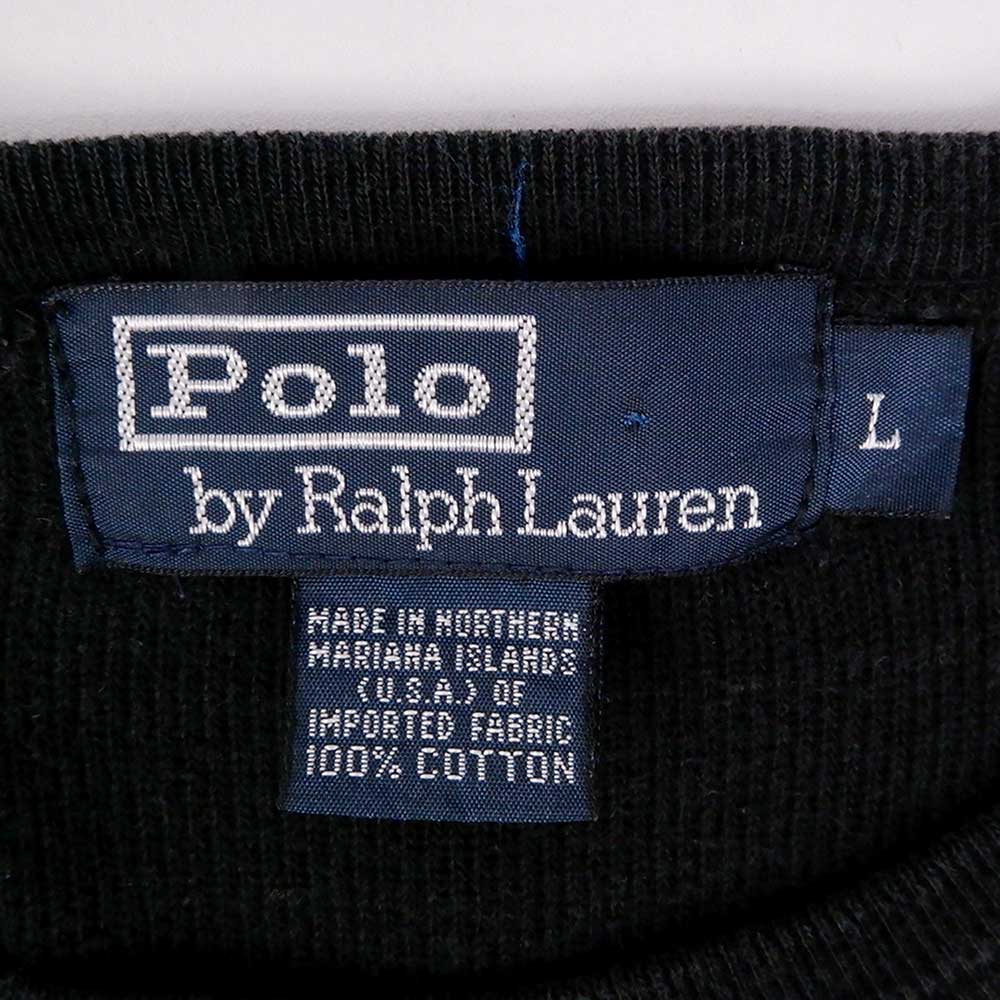 Polo
by Ralph Lauren
L
MADE IN NORTHERN
MARIANA ISLANDS
(U.S.A.) OF
IMPORTED FABRIC
100% COTTON